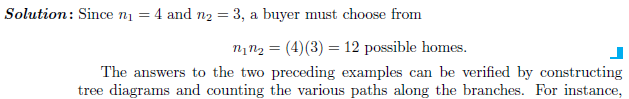 Solution: Since n₁ = 4 and n₂ = 3, a buyer must choose from
n₁n₂ = (4)(3) = 12 possible homes.
The answers to the two preceding examples can be verified by constructing
tree diagrams and counting the various paths along the branches. For instance,